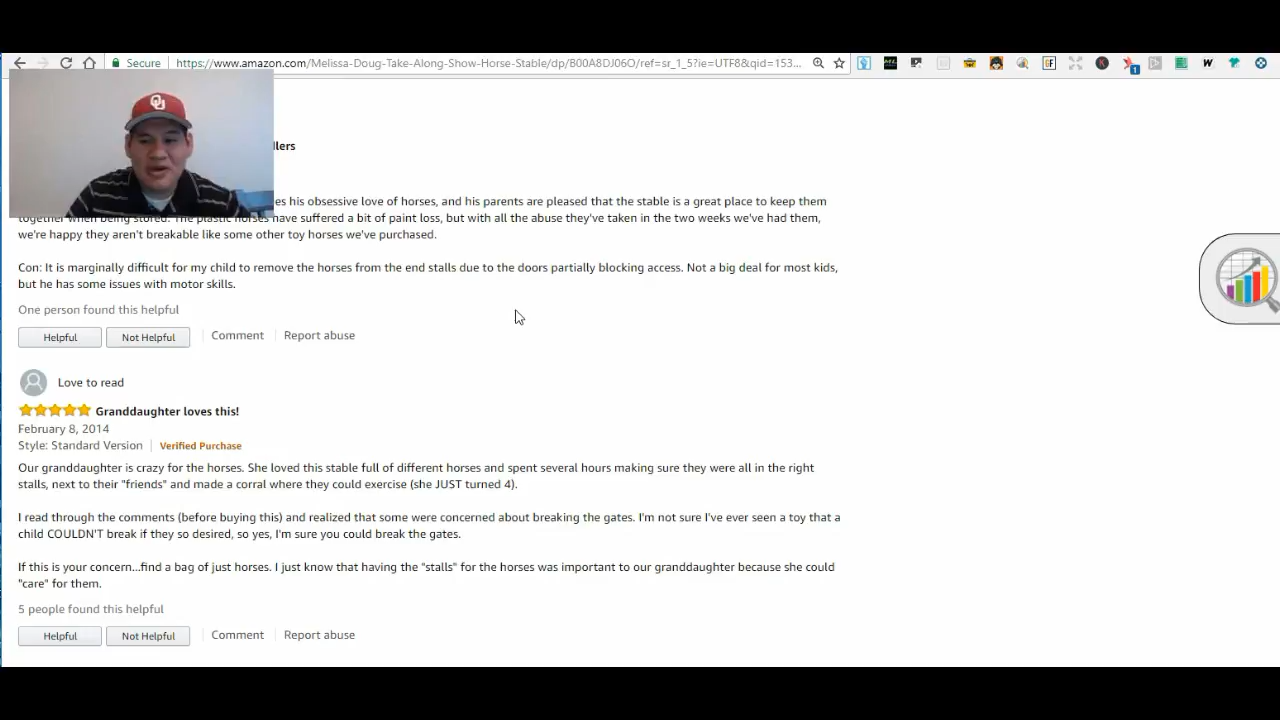 Secure
https://www.amazon.com/Melissa-Doug-Take-Along-Show-Horse-Stable/dp/B00A8DJ06O/ref=sr_1_5?ie=UTF8&qid=153...
OU
dlers
es his obsessive love of horses, and his parents are pleased that the stable is a great place to keep them
together when being stored. The plastic horses have suffered a bit of paint loss, but with all the abuse they've taken in the two weeks we've had them,
we're happy they aren't breakable like some other toy horses we've purchased.
Con: It is marginally difficult for my child to remove the horses from the end stalls due to the doors partially blocking access. Not a big deal for most kids,
but he has some issues with motor skills.
One person found this helpful
Helpful Not Helpful Comment Report abuse
Love to read
Granddaughter loves this!
February 8, 2014
Style: Standard Version Verified Purchase
Our granddaughter is crazy for the horses. She loved this stable full of different horses and spent several hours making sure they were all in the right
stalls, next to their "friends" and made a corral where they could exercise (she JUST turned 4).
I read through the comments (before buying this) and realized that some were concerned about breaking the gates. I'm not sure I've ever seen a toy that a
child COULDN'T break if they so desired, so yes, I'm sure you could break the gates.
If this is your concern...find a bag of just horses. I just know that having the "stalls" for the horses was important to our granddaughter because she could
"care" for them.
5 people found this helpful
Helpful Not Helpful Comment Report abuse